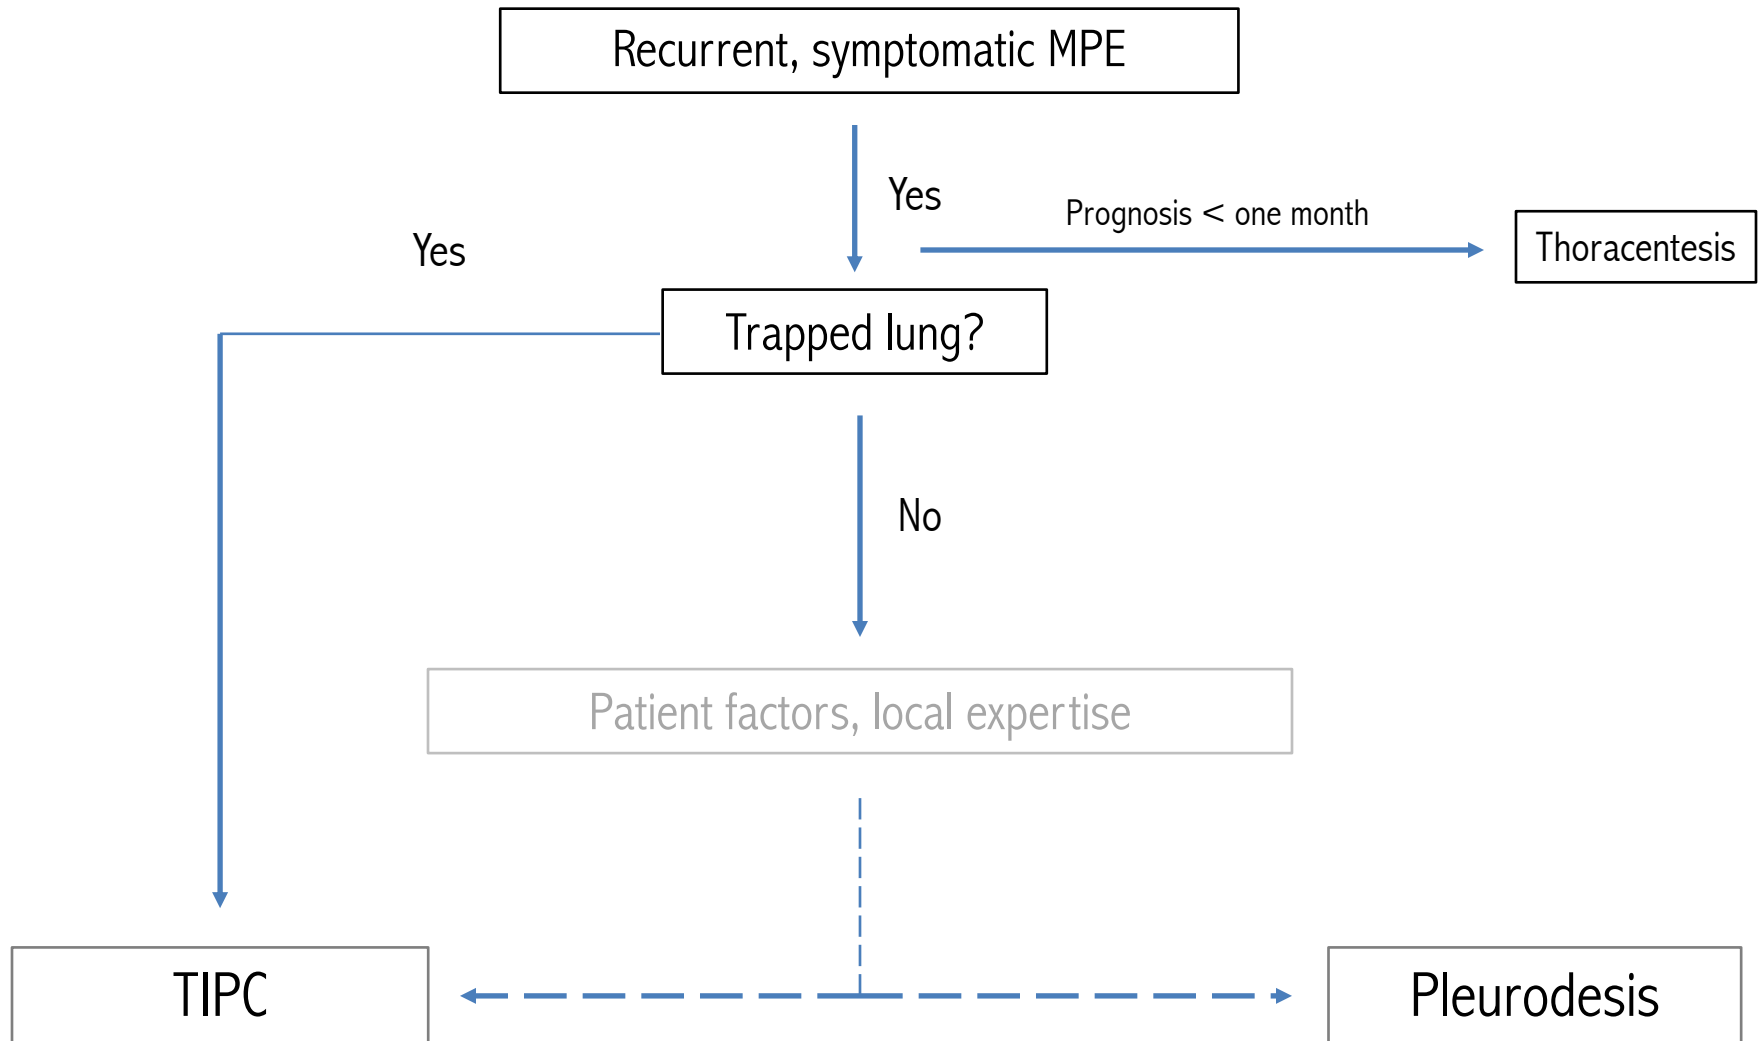 Recurrent, symptomatic MPE
Yes
Prognosis < one month
Thoracentesis
Yes
Trapped lung?
No
Patient factors, local expertise
TIPC
Pleurodesis